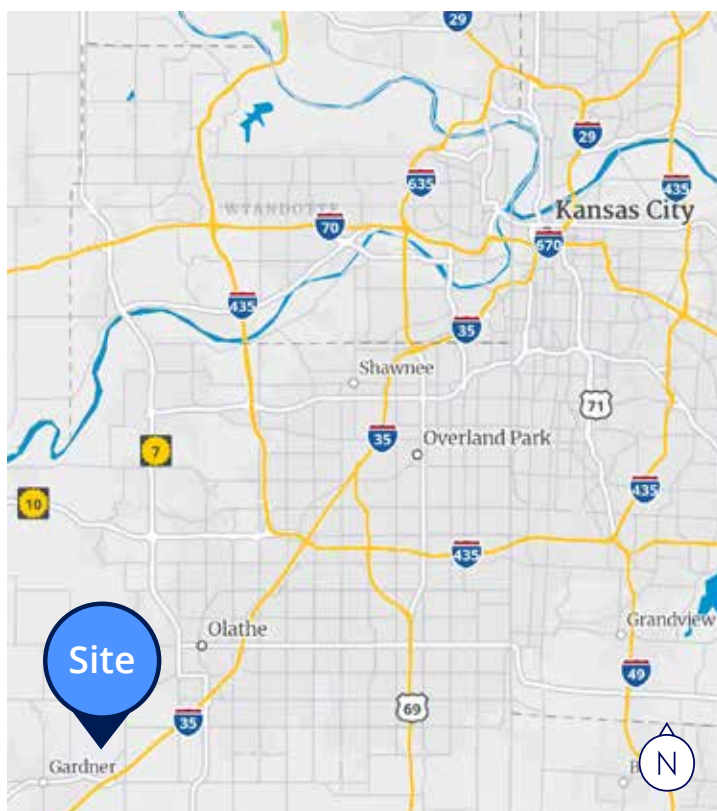 29
29
635
435
WYANDOTTE
Kansas City
70
670
435
35
Shawnee
71
35
Overland Park
7
435
10
435
Grandview
Olathe
Site
49
69
35
N
Gardner